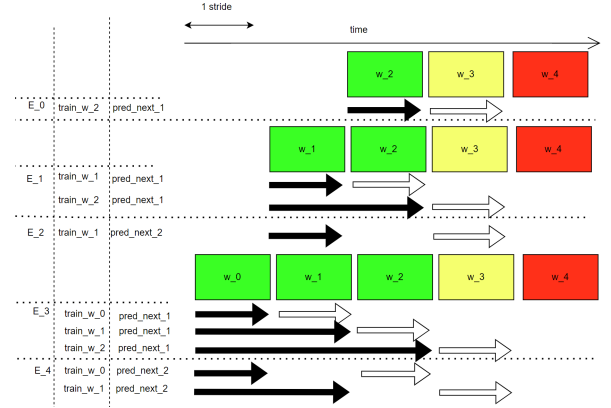 1 stride
time
w_2 w_3 w_4
E_0 train_w_2 pred_next_1
w_1 w_2 w_3 w_4
E_1 train_w_1 pred_next_1
train_w_2 pred_next_1
E_2 train_w_1 pred_next_2
w_0 w_1 w_2 w_3 w_4
E_3 train_w_0 pred_next_1
train_w_1 pred_next_1
train_w_2 pred_next_1
E_4 train_w_0 pred_next_2
train_w_1 pred_next_2